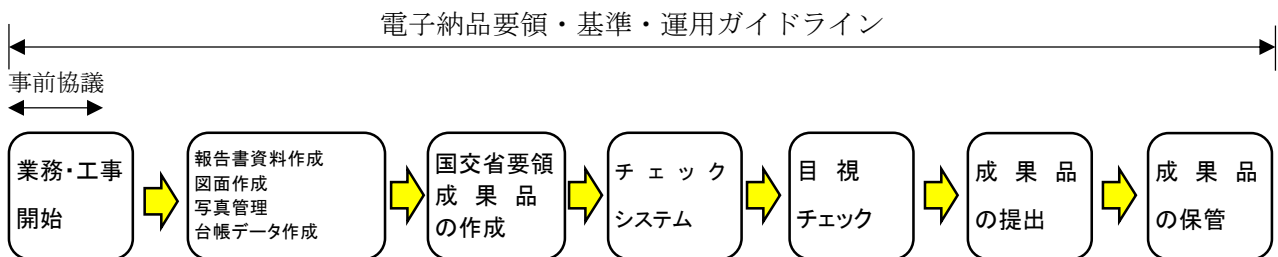 電子納品要領・基準・運用ガイドライン
事前協議
業務・工事
開始
報告書資料作成
図面作成
写真管理
台帳データ作成
国交省要領
成果品
の作成
チェック
システム
目視
チェック
成果品
の提出
成果品
の保管